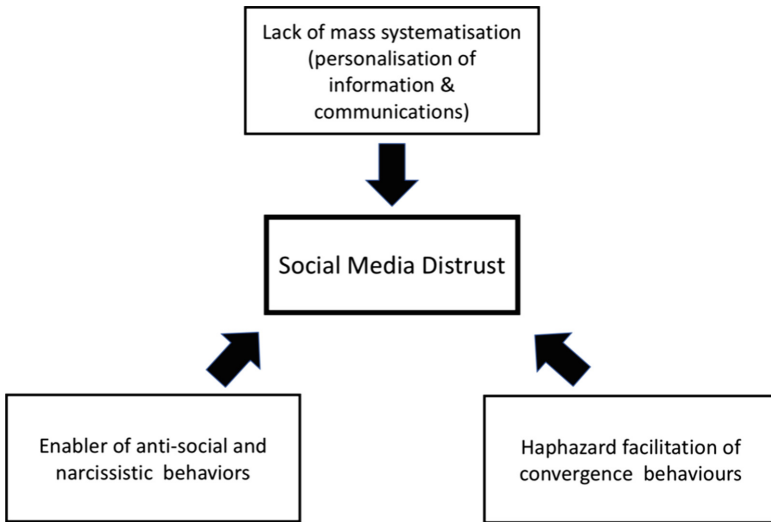 Lack of mass systematisation
(personalisation of
information &
communications)
Social Media Distrust
Enabler of anti-social and
narcissistic behaviors
Haphazard facilitation of
convergence behaviours